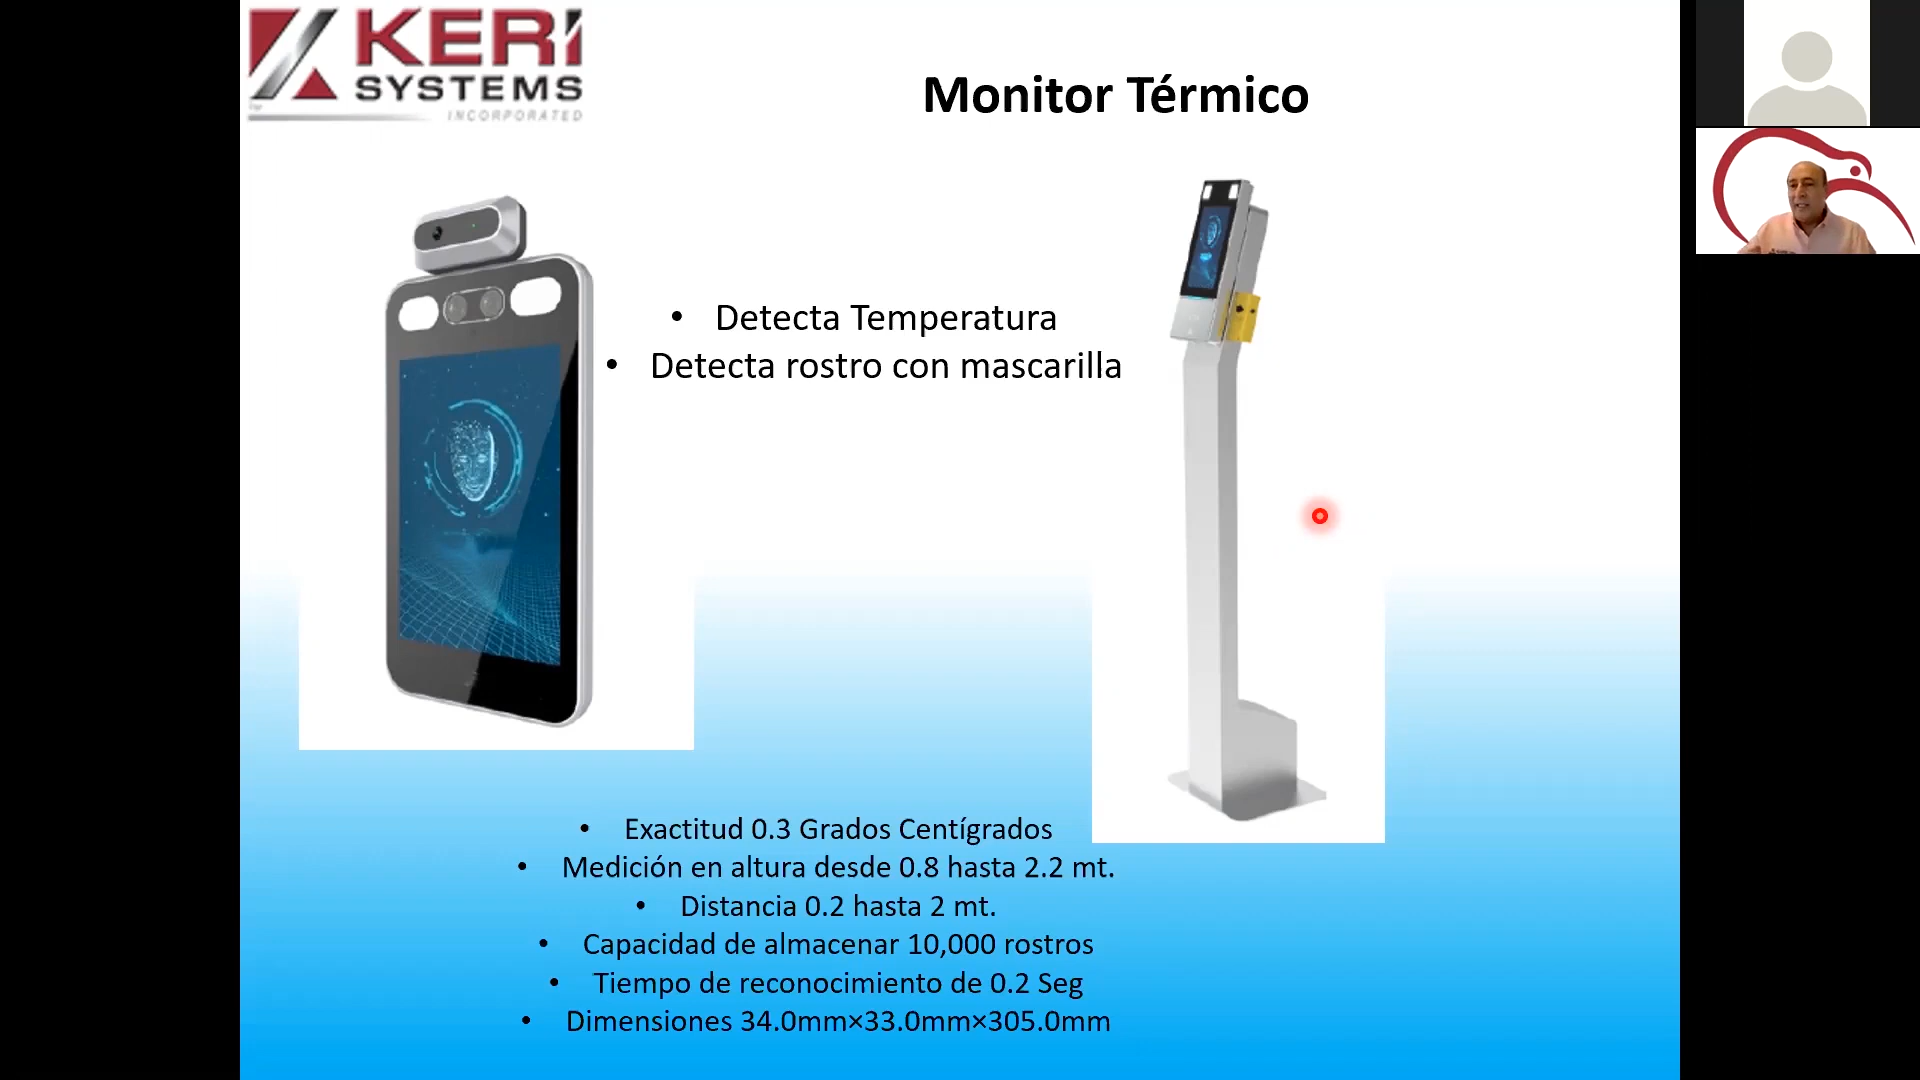 KERI
SYSTEMS
INCORPORATED
Monitor Térmico
• Detecta Temperatura
• Detecta rostro con mascarilla
• Exactitud 0.3 Grados Centígrados
• Medición en altura desde 0.8 hasta 2.2 mt.
• Distancia 0.2 hasta 2 mt.
• Capacidad de almacenar 10,000 rostros
• Tiempo de reconocimiento de 0.2 Seg
• Dimensiones 34.0mm×33.0mm×305.0mm